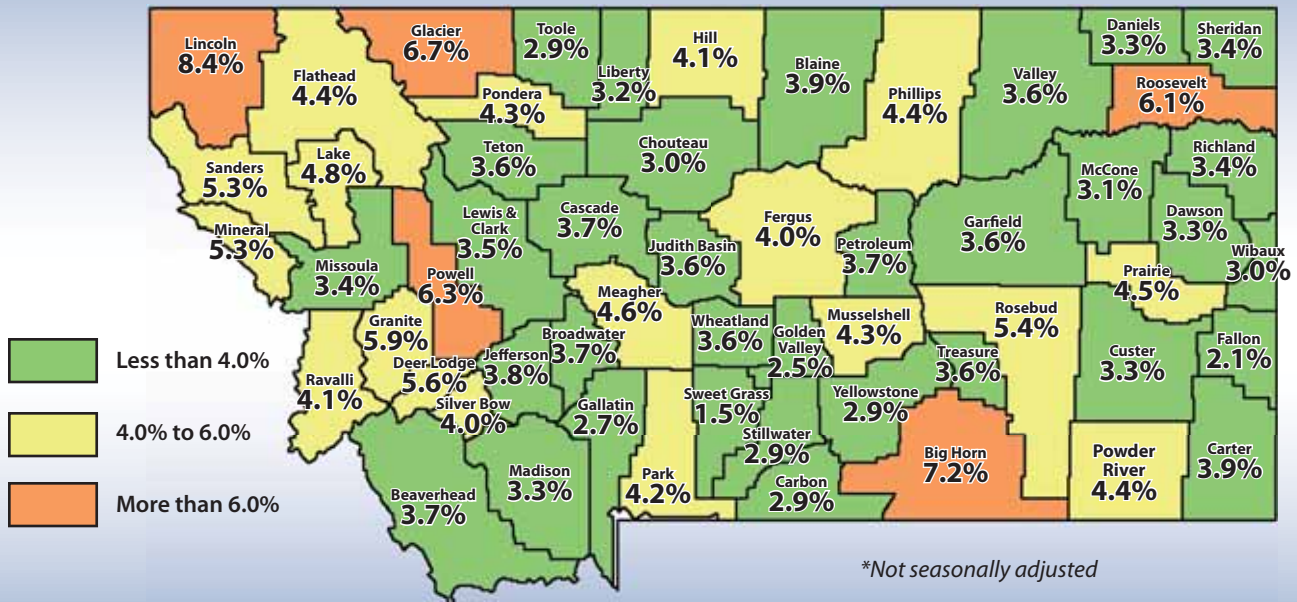 Lincoln
8.4%
Flathead
4.4%
Glacier
6.7%
Toole
2.9%
Liberty
3.2%
Hill
4.1%
Blaine
3.9%
Phillips
4.4%
Valley
3.6%
Daniels
3.3%
Sheridan
3.4%
Roosevelt
6.1%
Pondera
4.3%
Teton
3.6%
Chouteau
3.0%
Sanders
5.3%
Lake
4.8%
Mineral
5.3%
Missoula
3.4%
Powell
6.3%
Lewis &
Clark
3.5%
Cascade
3.7%
Judith Basin
3.6%
Fergus
4.0%
Petroleum
3.7%
Garfield
3.6%
McCone
3.1%
Richland
3.4%
Dawson
3.3%
Wibaux
3.0%
Prairie
4.5%
Granite
5.9%
Ravalli
4.1%
Deer Lodge
5.6%
Silver Bow
4.0%
Jefferson
3.8%
Broadwater
3.7%
Meagher
4.6%
Wheatland
3.6%
Golden
Valley
2.5%
Musselshell
4.3%
Treasure
3.6%
Rosebud
5.4%
Custer
3.3%
Fallon
2.1%
Gallatin
2.7%
Sweet Grass
1.5%
Stillwater
2.9%
Yellowstone
2.9%
Beaverhead
3.7%
Madison
3.3%
Park
4.2%
Carbon
2.9%
Big Horn
7.2%
Powder
River
4.4%
Carter
3.9%
Less than 4.0%
4.0% to 6.0%
More than 6.0%
*Not seasonally adjusted